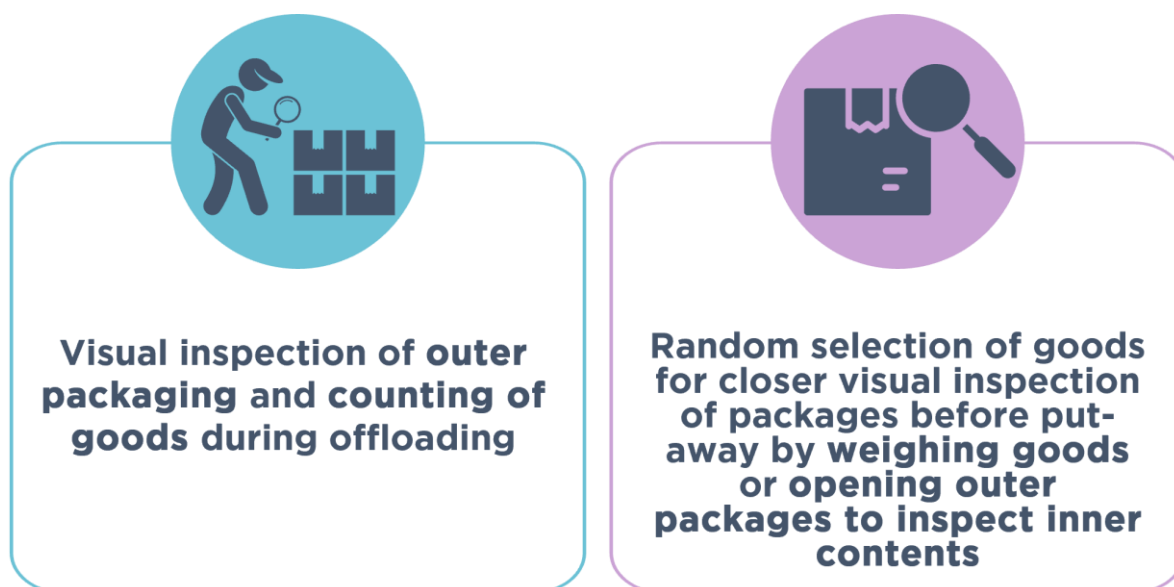 Visual inspection of outer
packaging and counting of
goods during offloading
Random selection of goods
for closer visual inspection
of packages before put-
away by weighing goods
or opening outer
packages to inspect inner
contents